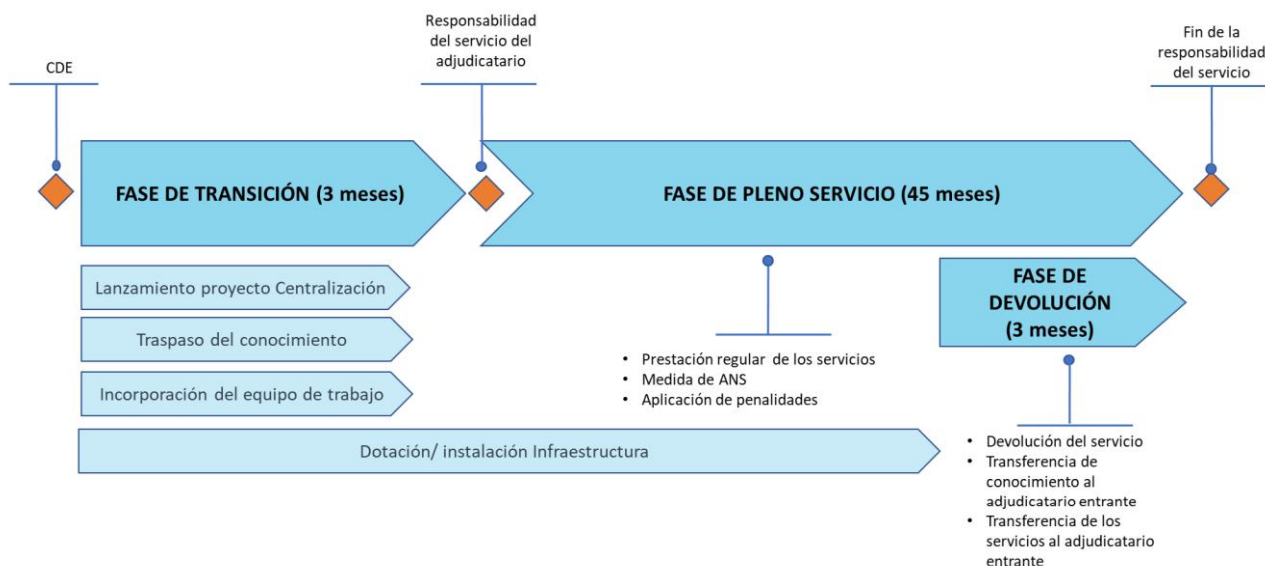 CDE
Responsabilidad
del servicio del
adjudicatario
Fin de la
responsabilidad
del servicio
FASE DE TRANSICIÓN (3 meses)
FASE DE PLENO SERVICIO (45 meses)
Lanzamiento proyecto Centralización
Traspaso del conocimiento
Incorporación del equipo de trabajo
Dotación/ instalación Infraestructura
• Prestación regular de los servicios
• Medida de ANS
• Aplicación de penalidades
FASE DE
DEVOLUCIÓN
(3 meses)
• Devolución del servicio
• Transferencia de
conocimiento al
adjudicatario entrante
• Transferencia de los
servicios al adjudicatario
entrante